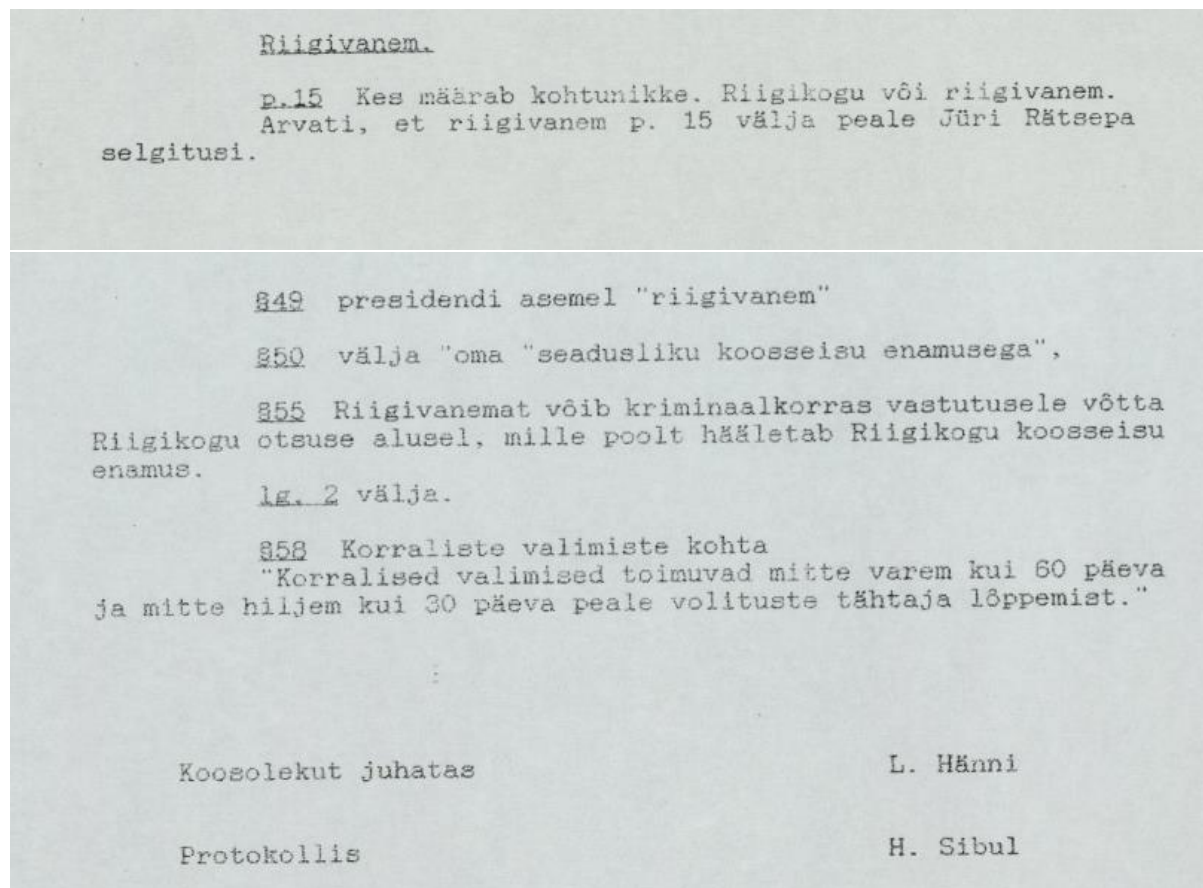 Riigivanem.
p.15 Kes määrab kohtunikke. Riigikogu või riigivanem.
Arvati, et riigivanem p. 15 välja peale Jüri Rätsepa
selgitusi.
§49 presidendi asemel "riigivanem"
§50 välja "oma "seadusliku koosseisu enamusega",
§55 Riigivanemat võib kriminaalkorras vastutusele võtta
Riigikogu otsuse alusel, mille poolt hääletab Riigikogu koosseisu
enamus.
lg. 2 välja.
§58 Korraliste valimiste kohta
"Korralised valimised toimuvad mitte varem kui 60 päeva
ja mitte hiljem kui 30 päeva peale volituste tähtaja lõppemist."
Koosolekut juhatas L. Hänni
Protokollis H. Sibul